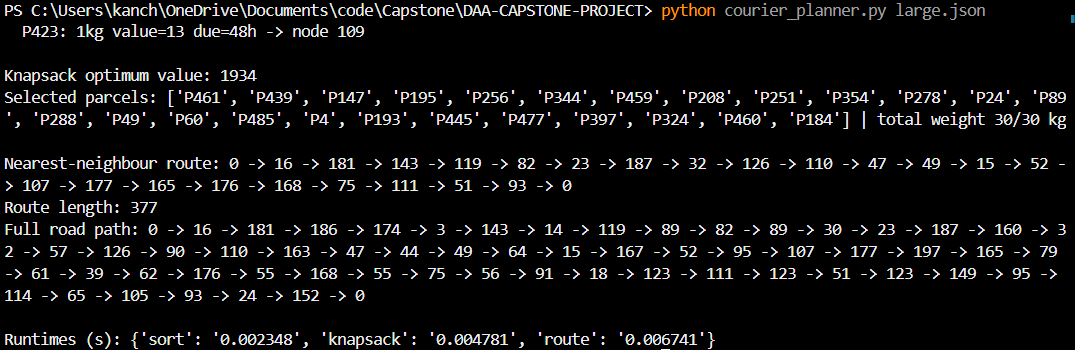 PS C:\Users\kanch\OneDrive\Documents\code\Capstone\DAA-CAPSTONE-PROJECT> python courier_planner.py large.json
P423: 1kg value=13 due=48h -> node 109
Knapsack optimum value: 1934
Selected parcels: ['P461', 'P439', 'P147', 'P195', 'P256', 'P344', 'P459', 'P208', 'P251', 'P354', 'P278', 'P24', 'P89
', 'P288', 'P49', 'P60', 'P485', 'P4', 'P193', 'P445', 'P477', 'P397', 'P324', 'P460', 'P184'] | total weight 30/30 kg
Nearest-neighbour route: 0 -> 16 -> 181 -> 143 -> 119 -> 82 -> 23 -> 187 -> 32 -> 126 -> 110 -> 47 -> 49 -> 15 -> 52 -
> 107 -> 177 -> 165 -> 176 -> 168 -> 75 -> 111 -> 51 -> 93 -> 0
Route length: 377
Full road path: 0 -> 16 -> 181 -> 186 -> 174 -> 3 -> 143 -> 14 -> 119 -> 89 -> 82 -> 89 -> 30 -> 23 -> 187 -> 160 -> 3
2 -> 57 -> 126 -> 90 -> 110 -> 163 -> 47 -> 44 -> 49 -> 64 -> 15 -> 167 -> 52 -> 95 -> 107 -> 177 -> 197 -> 165 -> 79
-> 61 -> 39 -> 62 -> 176 -> 55 -> 168 -> 55 -> 75 -> 56 -> 91 -> 18 -> 123 -> 111 -> 123 -> 51 -> 123 -> 149 -> 95 ->
114 -> 65 -> 105 -> 93 -> 24 -> 152 -> 0
Runtimes (s): {'sort': '0.002348', 'knapsack': '0.004781', 'route': '0.006741'}